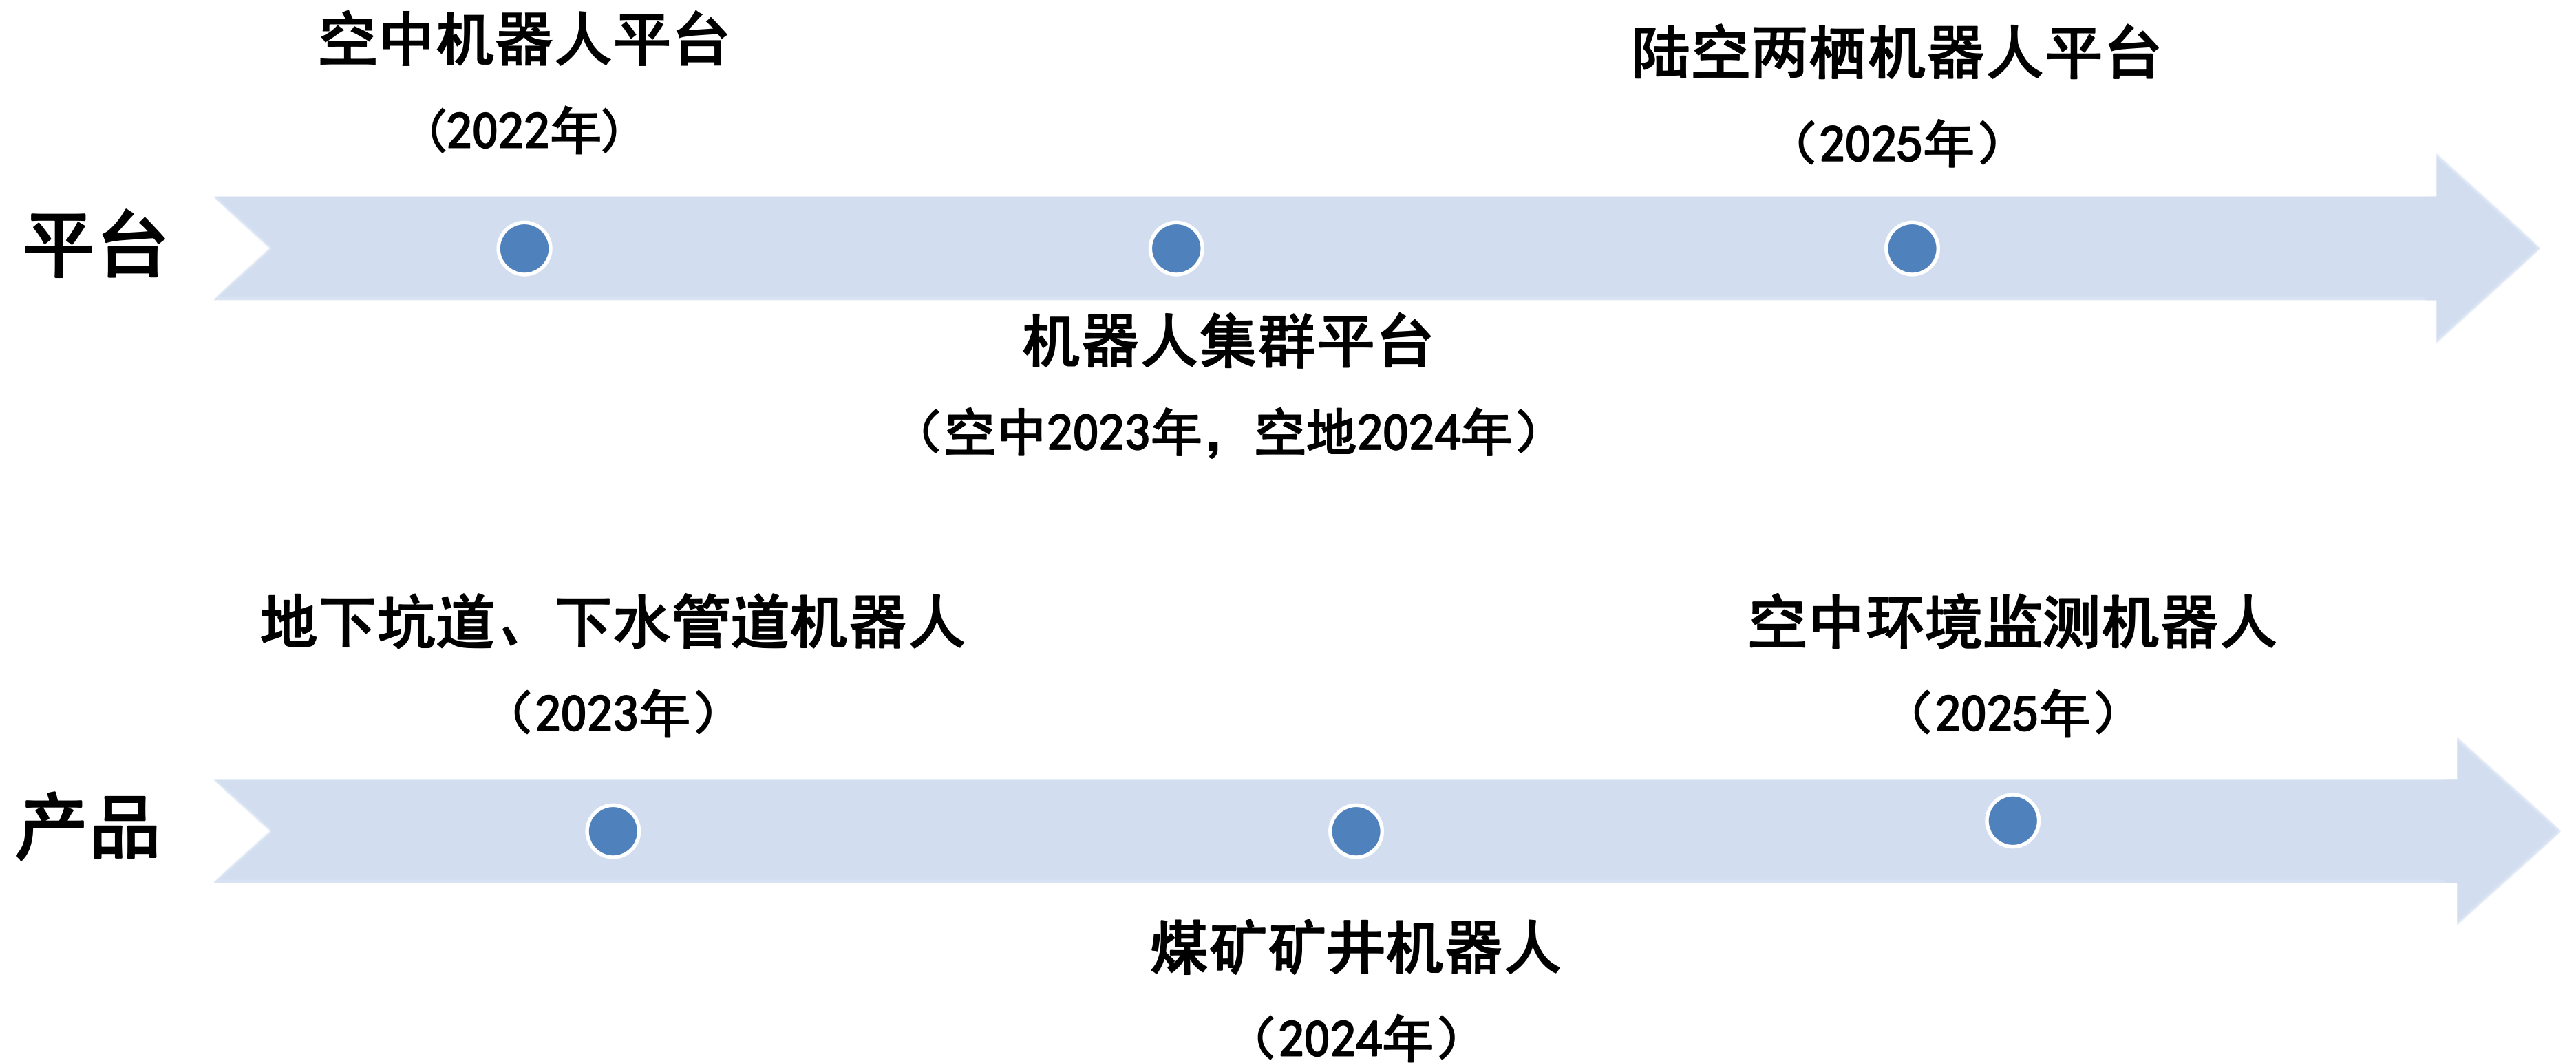 空中机器人平台
(2022年)
陆空两栖机器人平台
（2025年）
平台
机器人集群平台
（空中2023年，空地2024年）
地下坑道、下水管道机器人
（2023年）
空中环境监测机器人
（2025年）
产品
煤矿矿井机器人
（2024年）